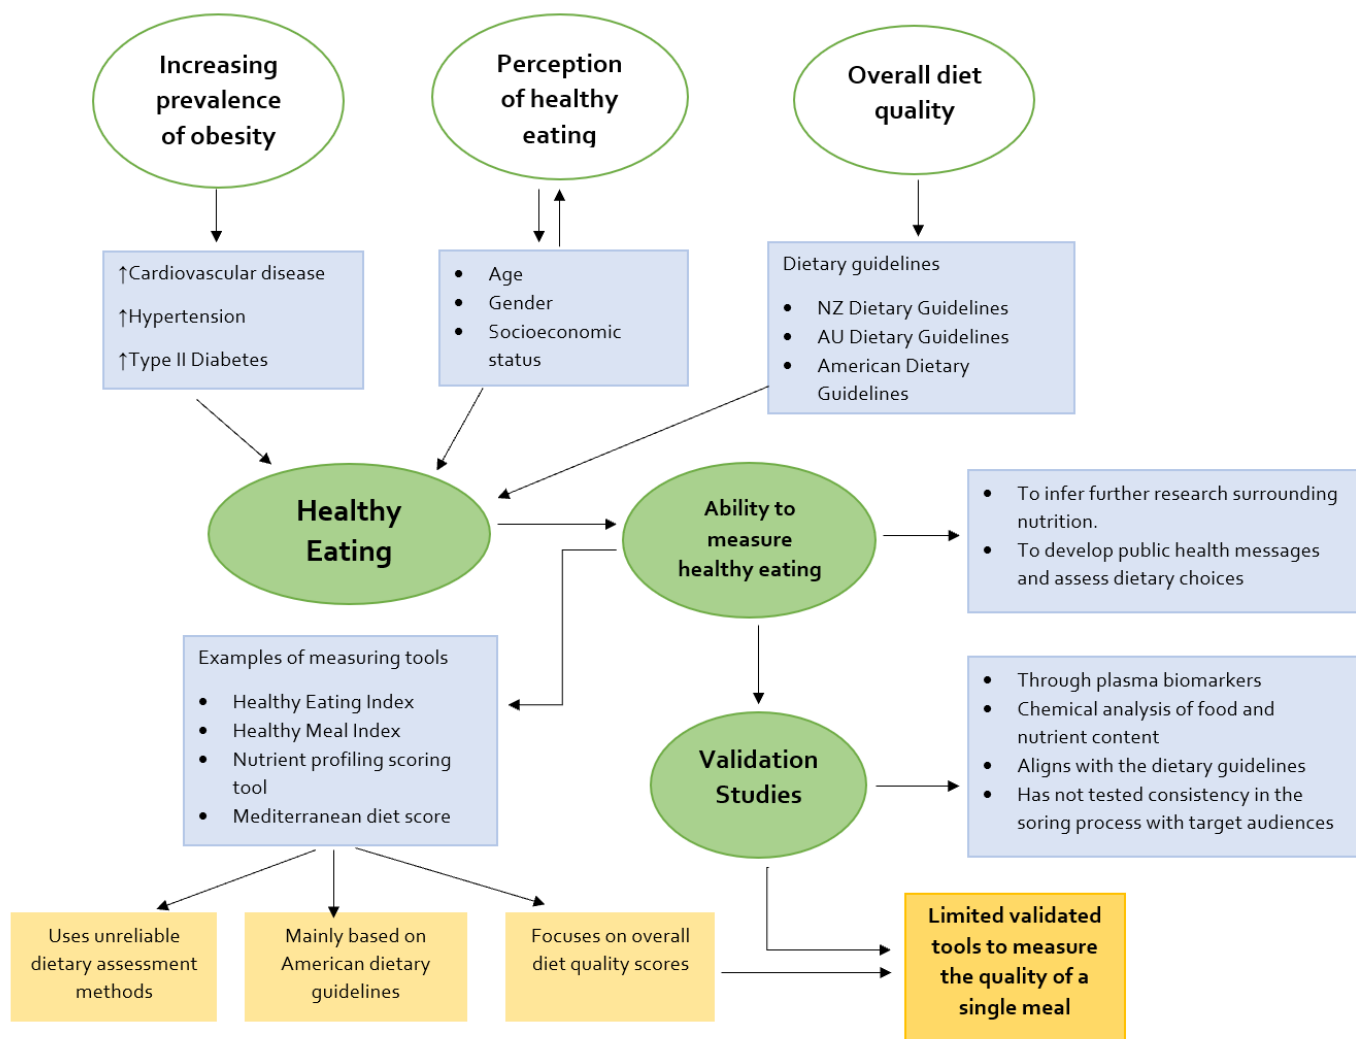 Increasing
prevalence
of obesity
Perception
of healthy
eating
Overall diet
quality
↑Cardiovascular disease
↑Hypertension
↑Type II Diabetes
• Age
• Gender
• Socioeconomic
status
Dietary guidelines
• NZ Dietary Guidelines
• AU Dietary Guidelines
• American Dietary
Guidelines
Healthy
Eating
Ability to
measure
healthy eating
• To infer further research surrounding
nutrition.
• To develop public health messages
and assess dietary choices
Examples of measuring tools
• Healthy Eating Index
• Healthy Meal Index
• Nutrient profiling scoring
tool
• Mediterranean diet score
Validation
Studies
• Through plasma biomarkers
• Chemical analysis of food and
nutrient content
• Aligns with the dietary guidelines
• Has not tested consistency in the
soring process with target audiences
Uses unreliable
dietary assessment
methods
Mainly based on
American dietary
guidelines
Focuses on overall
diet quality scores
Limited validated
tools to measure
the quality of a
single meal